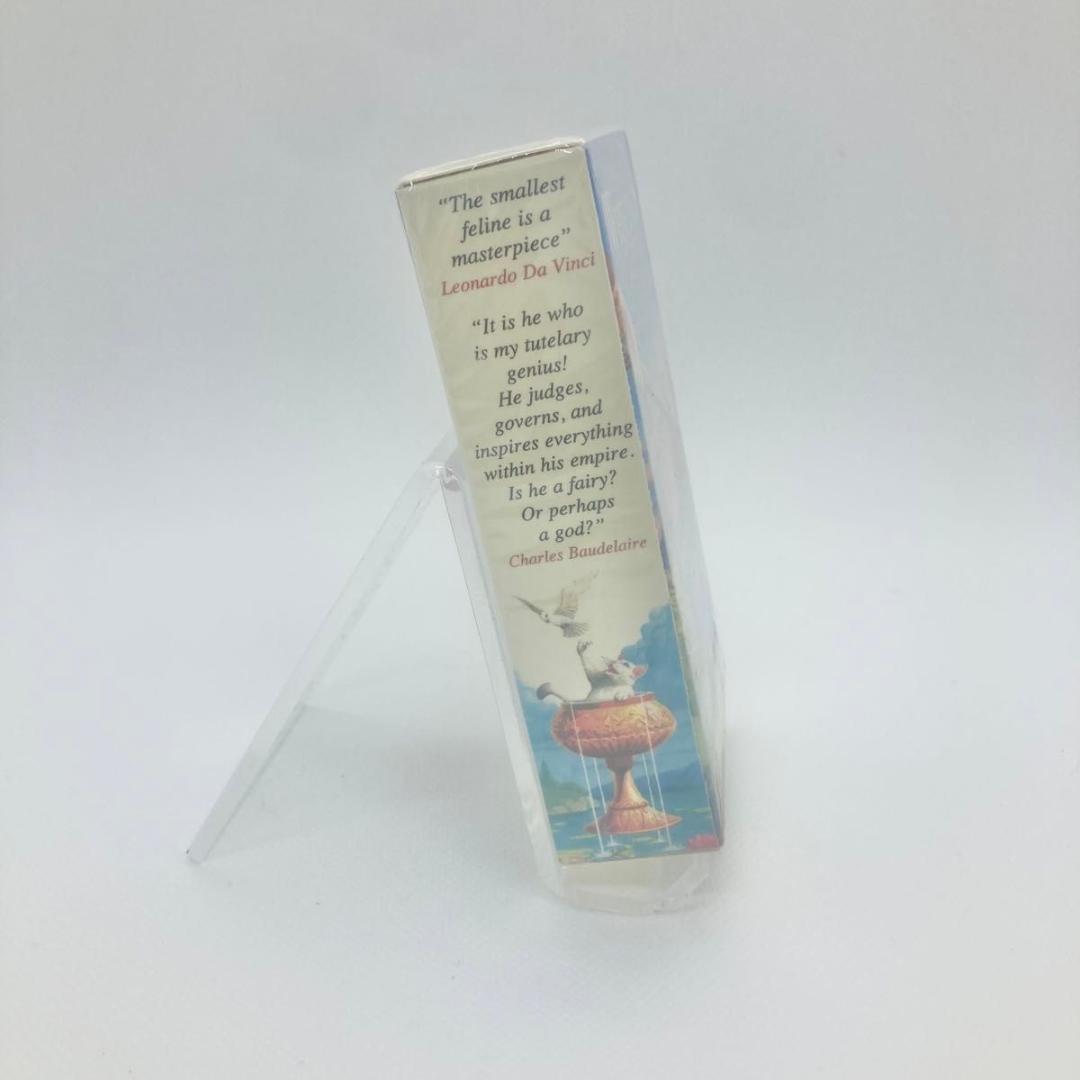 “The smallest
feline is a
masterpiece”
Leonardo Da Vinci
“It is he who
is my tutelary
genius!
He judges,
governs, and
inspires everything
within his empire.
Is he a fairy?
Or perhaps
a god?”
Charles Baudelaire